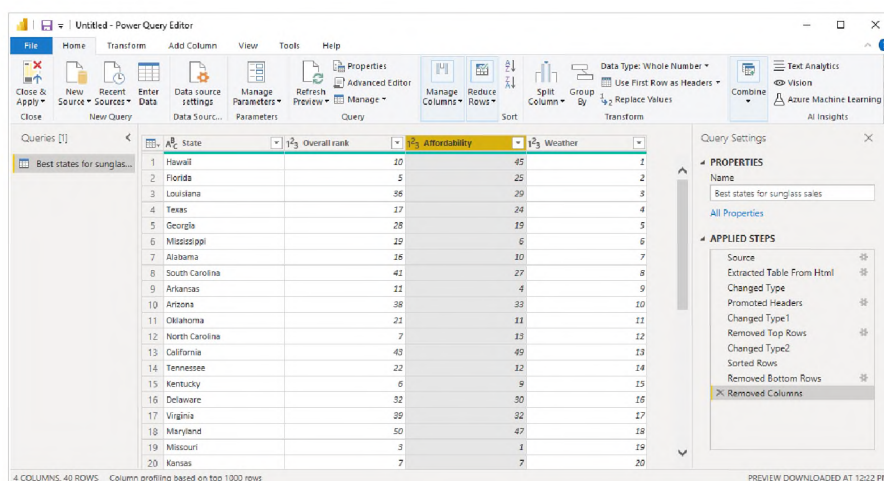 Untitled - Power Query Editor
File Home Transform Add Column View Tools Help
Close & Apply
New Source
Recent Sources
Enter Data
Data source settings
Manage Parameters
Refresh Preview
Properties
Advanced Editor
Manage
Manage Columns
Reduce Rows
Split Column
Group By
Data Type: Whole Number
Use First Row as Headers
Replace Values
Combine
Text Analytics
Vision
Azure Machine Learning
Close New Query Data Sourc... Parameters Query Sort Transform AI Insights
Queries [1]
Best states for sunglas...
State Overall rank Affordability Weather
1 Hawaii 10 45 1
2 Florida 5 25 2
3 Louisiana 36 29 3
4 Texas 17 24 4
5 Georgia 28 19 5
6 Mississippi 19 6 6
7 Alabama 16 10 7
8 South Carolina 41 27 8
9 Arkansas 11 4 9
10 Arizona 38 33 10
11 Oklahoma 21 11 11
12 North Carolina 7 13 12
13 California 43 49 13
14 Tennessee 22 12 14
15 Kentucky 6 9 15
16 Delaware 32 30 16
17 Virginia 39 32 17
18 Maryland 50 47 18
19 Missouri 3 1 19
20 Kansas 7 7 20
Query Settings
PROPERTIES
Name
Best states for sunglass sales
All Properties
APPLIED STEPS
Source
Extracted Table From Html
Changed Type
Promoted Headers
Changed Type1
Removed Top Rows
Changed Type2
Sorted Rows
Removed Bottom Rows
Removed Columns
4 COLUMNS, 40 ROWS Column profiling based on top 1000 rows
PREVIEW DOWNLOADED AT 12:22 P